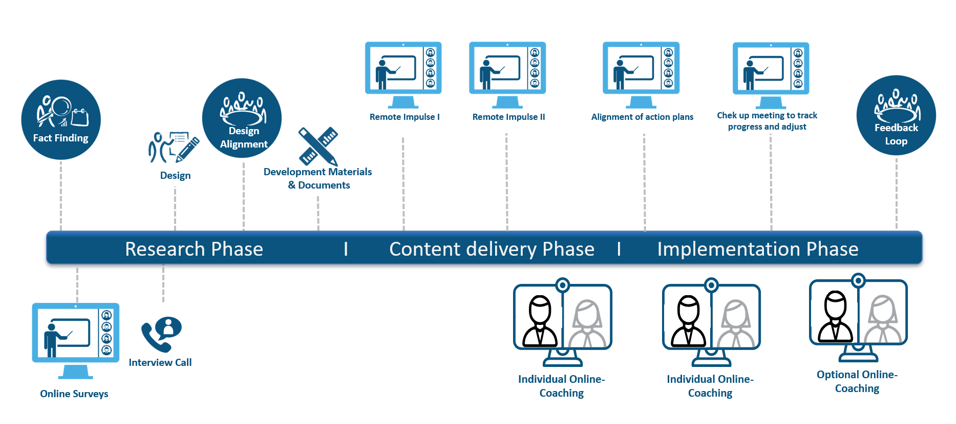 Remote Impulse I
Remote Impulse II
Alignment of action plans
Chek up meeting to track
progress and adjust
Fact Finding
Design
Alignment
Feedback
Loop
Design
Development Materials
& Documents
Research Phase I Content delivery Phase I Implementation Phase
Online Surveys
Interview Call
Individual Online-
Coaching
Individual Online-
Coaching
Optional Online-
Coaching